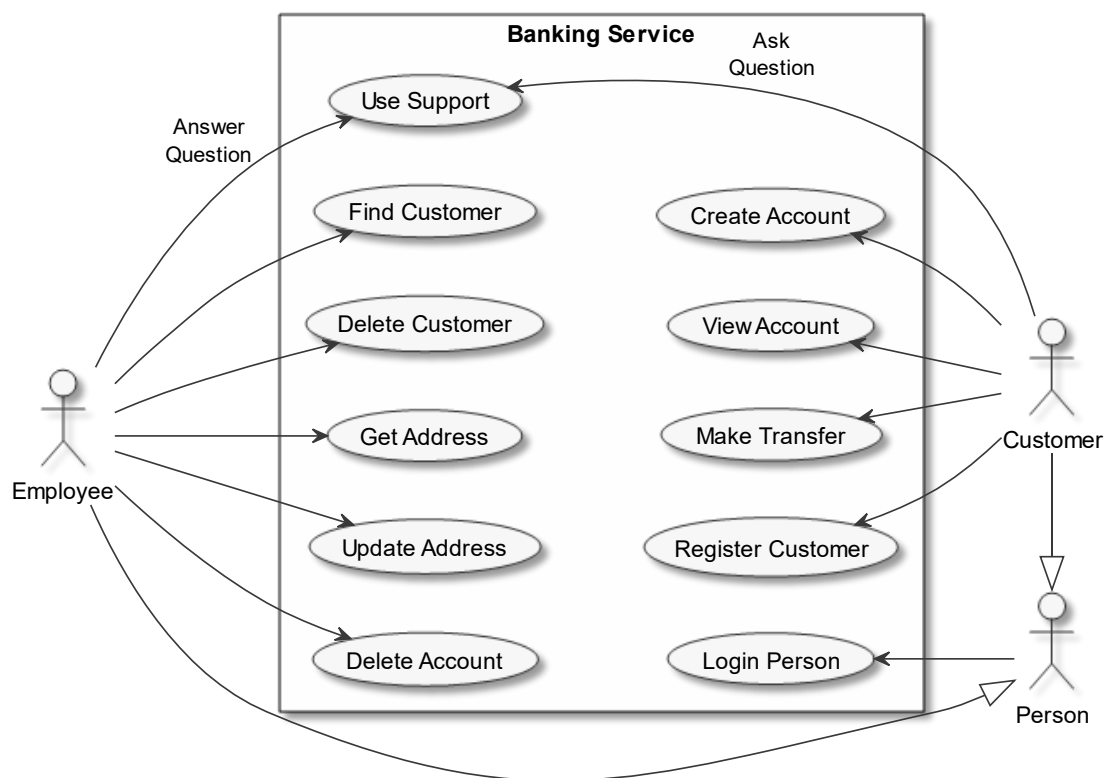 Banking Service
Ask
Question
Use Support
Answer
Question
Find Customer
Create Account
Delete Customer
View Account
Get Address
Make Transfer
Customer
Employee
Update Address
Register Customer
Delete Account
Login Person
Person